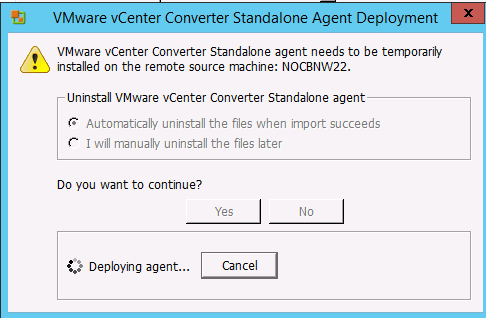 VMware vCenter Converter Standalone Agent Deployment
x
VMware vCenter Converter Standalone agent needs to be temporarily
installed on the remote source machine: NOCBNW22.
Uninstall VMware vCenter Converter Standalone agent
Automatically uninstall the files when import succeeds
I will manually uninstall the files later
Do you want to continue?
Yes No
Deploying agent... Cancel